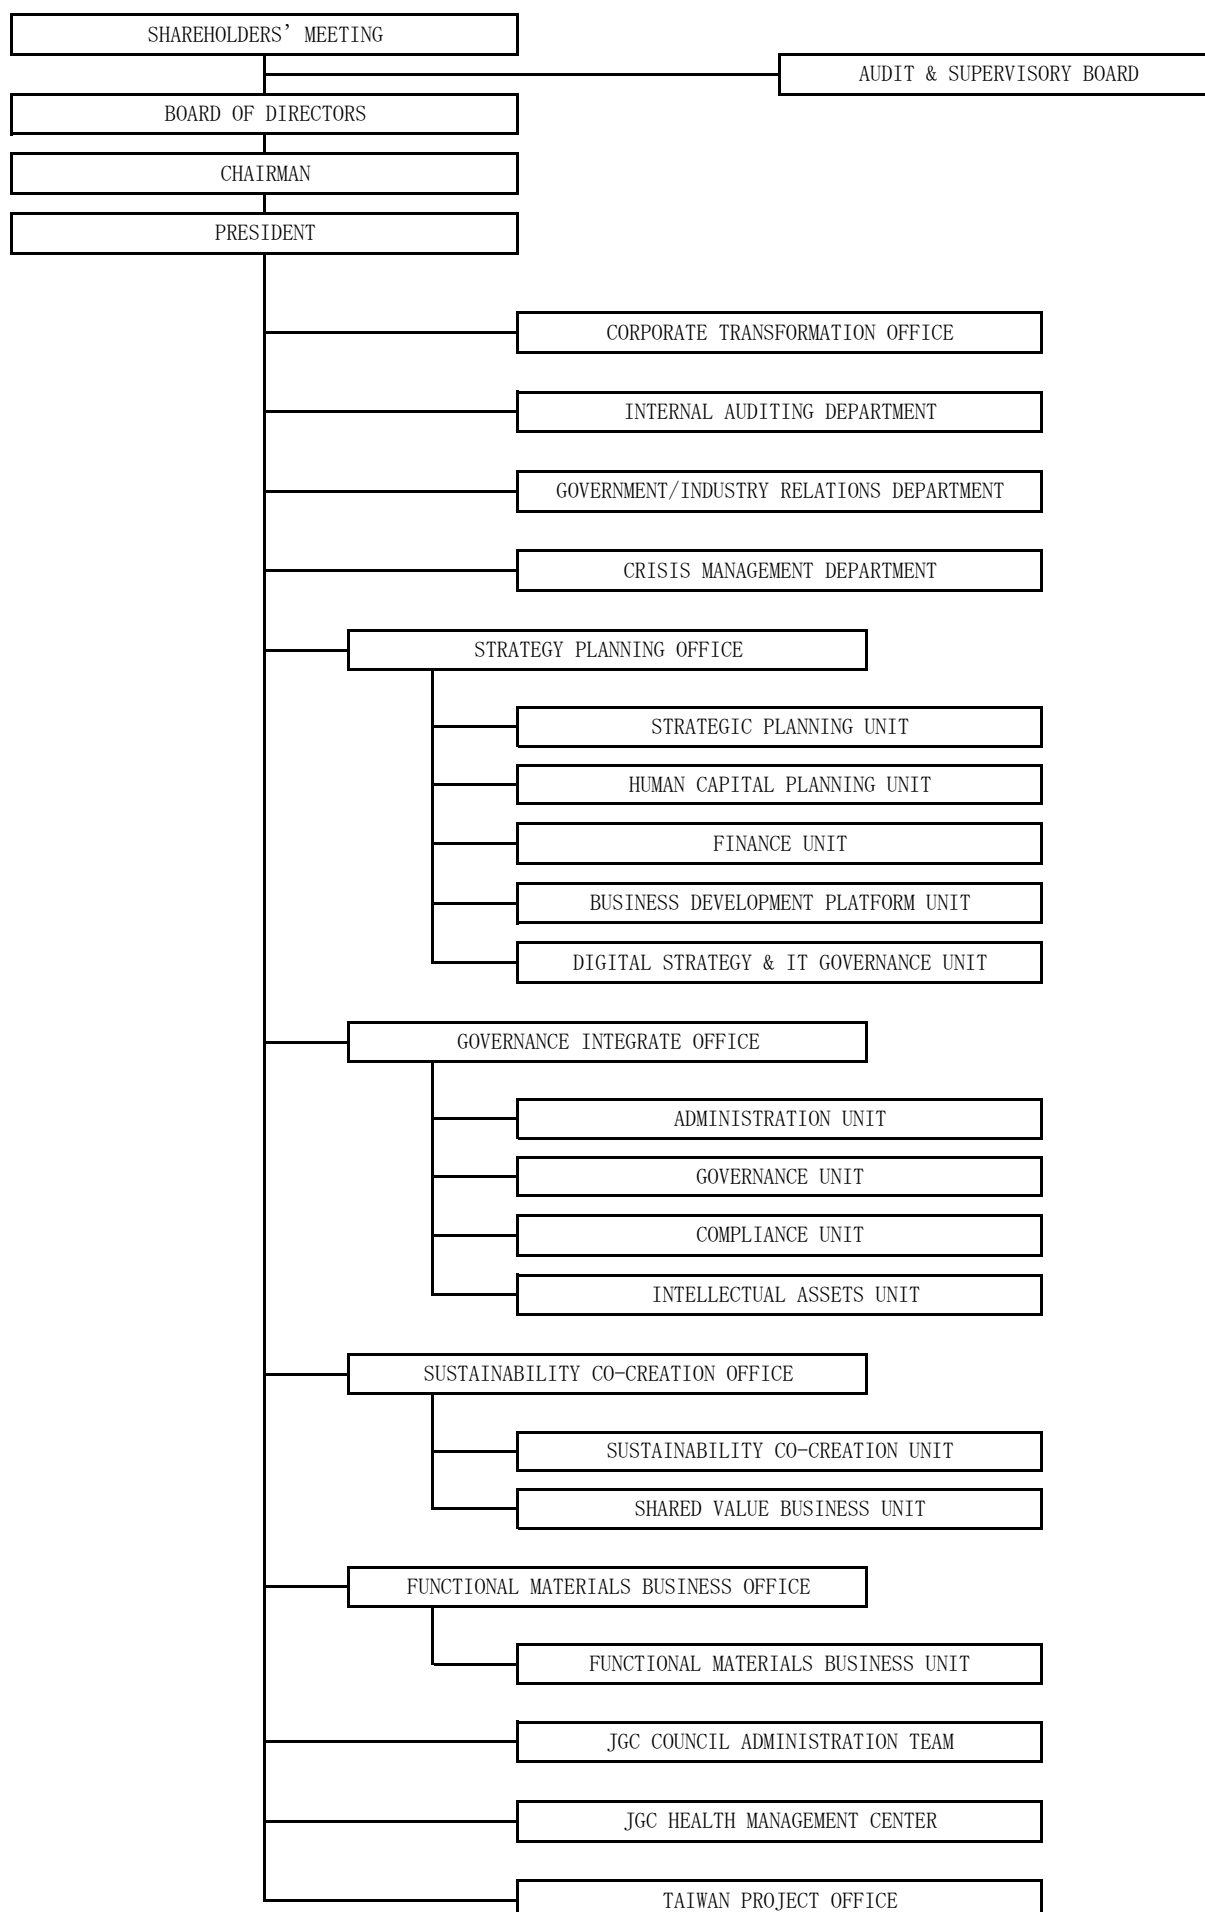 SHAREHOLDERS’ MEETING
AUDIT & SUPERVISORY BOARD
BOARD OF DIRECTORS
CHAIRMAN
PRESIDENT
CORPORATE TRANSFORMATION OFFICE
INTERNAL AUDITING DEPARTMENT
GOVERNMENT/INDUSTRY RELATIONS DEPARTMENT
CRISIS MANAGEMENT DEPARTMENT
STRATEGY PLANNING OFFICE
STRATEGIC PLANNING UNIT
HUMAN CAPITAL PLANNING UNIT
FINANCE UNIT
BUSINESS DEVELOPMENT PLATFORM UNIT
DIGITAL STRATEGY & IT GOVERNANCE UNIT
GOVERNANCE INTEGRATE OFFICE
ADMINISTRATION UNIT
GOVERNANCE UNIT
COMPLIANCE UNIT
INTELLECTUAL ASSETS UNIT
SUSTAINABILITY CO-CREATION OFFICE
SUSTAINABILITY CO-CREATION UNIT
SHARED VALUE BUSINESS UNIT
FUNCTIONAL MATERIALS BUSINESS OFFICE
FUNCTIONAL MATERIALS BUSINESS UNIT
JGC COUNCIL ADMINISTRATION TEAM
JGC HEALTH MANAGEMENT CENTER
TAIWAN PROJECT OFFICE